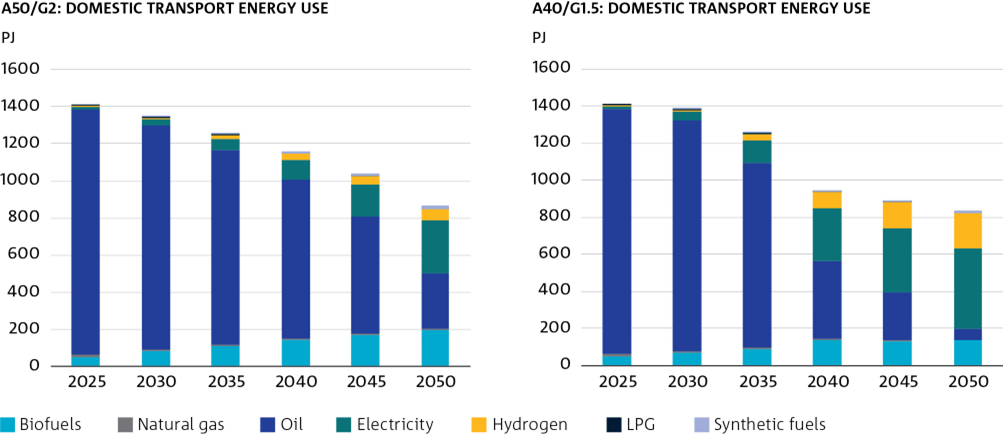 A50/G2: DOMESTIC TRANSPORT ENERGY USE
PJ
1600
1400
1200
1000
800
600
400
200
0
2025 2030 2035 2040 2045 2050
A40/G1.5: DOMESTIC TRANSPORT ENERGY USE
PJ
1600
1400
1200
1000
800
600
400
200
0
2025 2030 2035 2040 2045 2050
Biofuels Natural gas Oil Electricity Hydrogen LPG Synthetic fuels